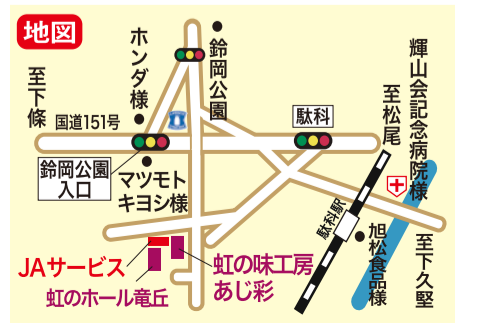 地図
ホンダ様
鈴岡公園
輝山会記念病院様
至松尾
至下條
国道151号
駄科
鈴岡公園
入口
マツモト
キヨシ様
駄科駅
旭松食品様
至下久堅
JAサービス
虹のホール竜丘
虹の味工房
あじ彩